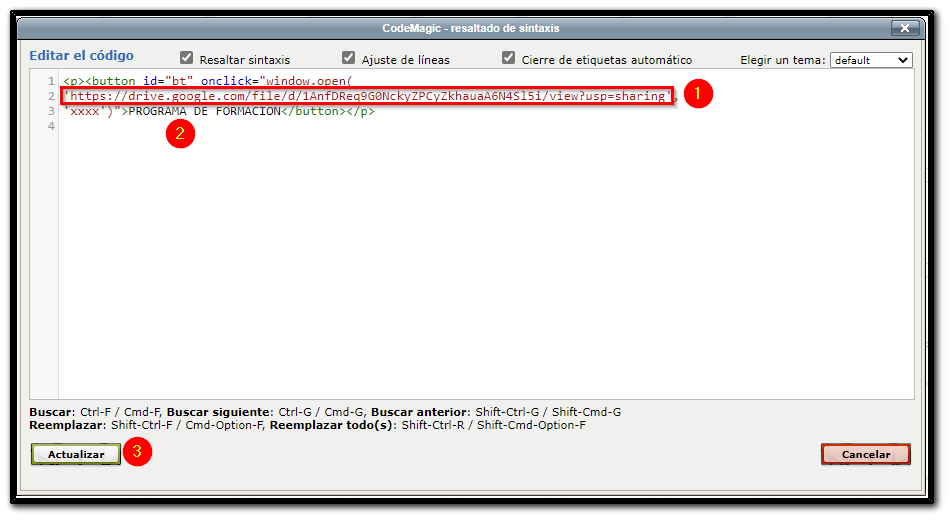 CodeMagic - resaltado de sintaxis
Editar el código
Resaltar sintaxis
Ajuste de líneas
Cierre de etiquetas automático
Elegir un tema: default
1 <p><button id="bt" onclick="window.open(
2 'https://drive.google.com/file/d/1AnfDReq9G0NckyZPCyZkhauaA6N4Sl5i/view?usp=sharing',
1
3 'xxxx')">PROGRAMA DE FORMACION</button></p>
2
4
Buscar: Ctrl-F / Cmd-F, Buscar siguiente: Ctrl-G / Cmd-G, Buscar anterior: Shift-Ctrl-G / Shift-Cmd-G
Reemplazar: Shift-Ctrl-F / Cmd-Option-F, Reemplazar todo(s): Shift-Ctrl-R / Shift-Cmd-Option-F
Actualizar
3
Cancelar